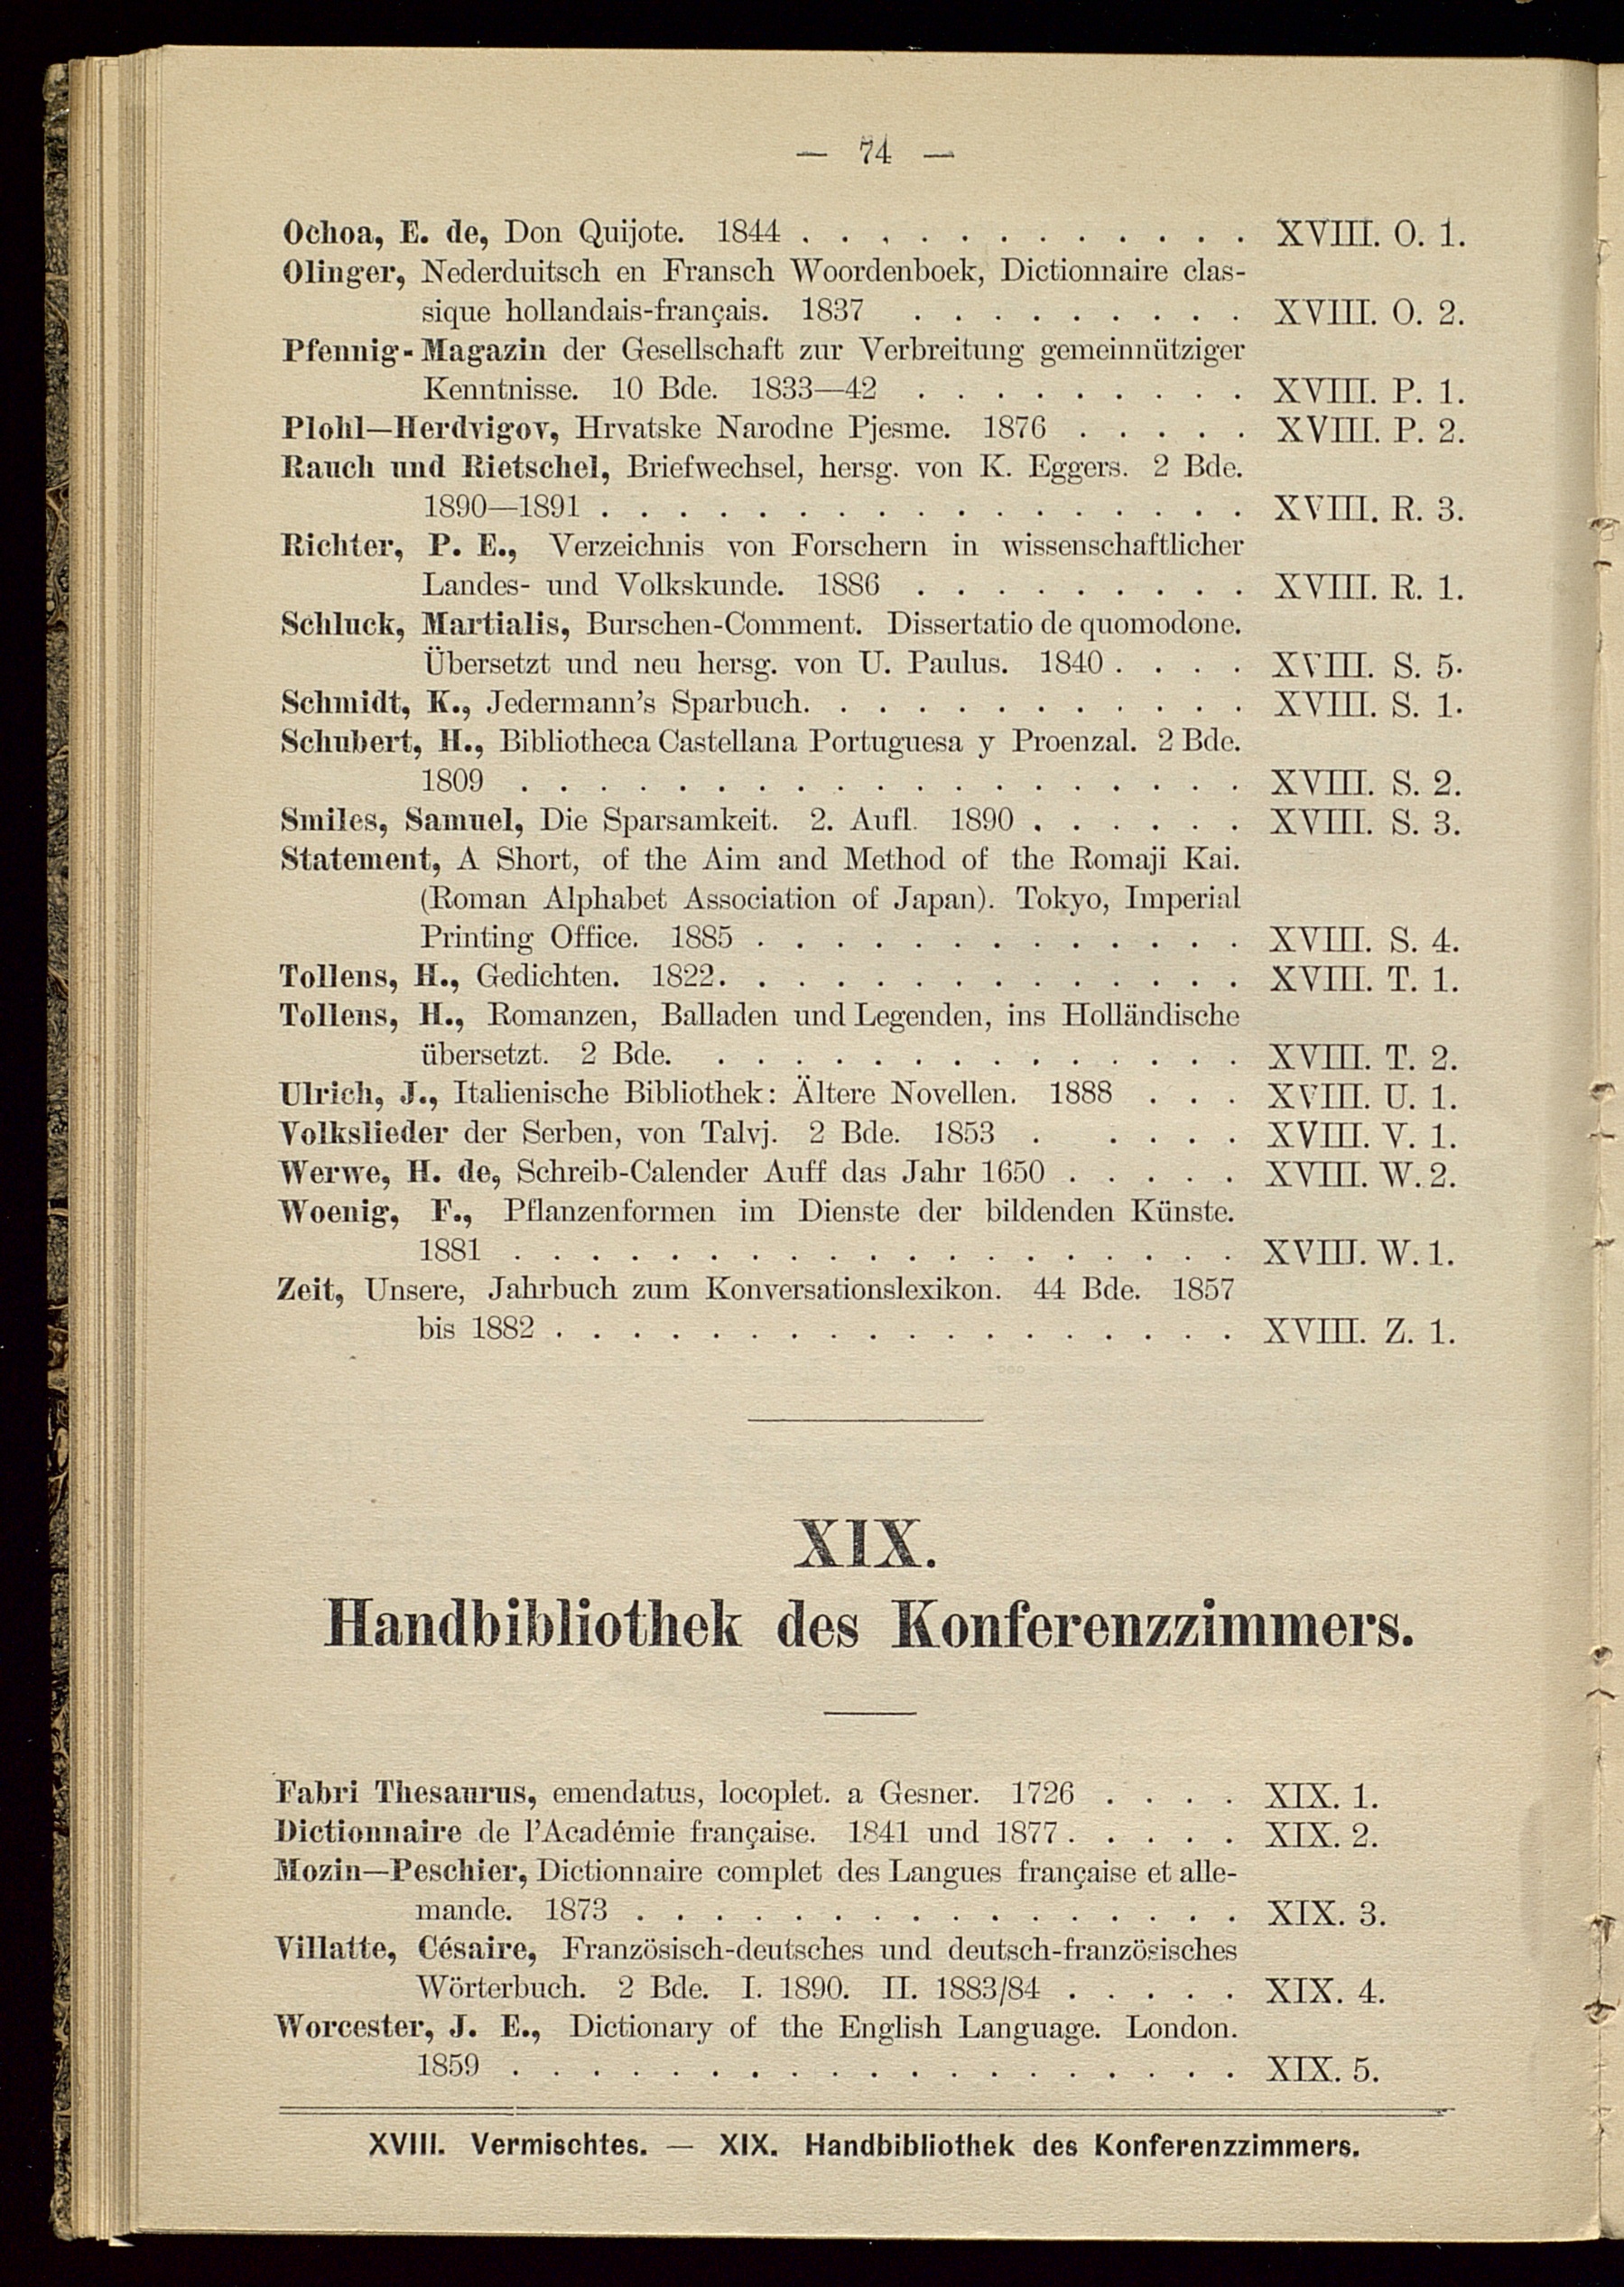 — 74 —
Ochoa, E. de, Don Quijote. 1844 . . . . . . . . . . . . XVIII. O. 1.
Olinger, Nederduitsch en Fransch Woordenboek, Dictionnaire clas-
sique hollandais-français. 1837 . . . . . . . . . XVIII. O. 2.
Pfennig-Magazin der Gesellschaft zur Verbreitung gemeinnütziger
Kenntnisse. 10 Bde. 1833—42 . . . . . . . . . XVIII. P. 1.
Plohl—Herdvigov, Hrvatske Narodne Pjesme. 1876 . . . . . XVIII. P. 2.
Rauch und Rietschel, Briefwechsel, hersg. von K. Eggers. 2 Bde.
1890—1891 . . . . . . . . . . . . . . . . . XVIII. R. 3.
Richter, P. E., Verzeichnis von Forschern in wissenschaftlicher
Landes- und Volkskunde. 1886 . . . . . . . . . XVIII. R. 1.
Schluck, Martialis, Burschen-Comment. Dissertatio de quomodone.
Übersetzt und neu hersg. von U. Paulus. 1840 . . . . XVIII. S. 5.
Schmidt, K., Jedermann's Sparbuch. . . . . . . . . . . . XVIII. S. 1.
Schubert, H., Bibliotheca Castellana Portuguesa y Proenzal. 2 Bde.
1809 . . . . . . . . . . . . . . . . . . . XVIII. S. 2.
Smiles, Samuel, Die Sparsamkeit. 2. Aufl. 1890 . . . . . . XVIII. S. 3.
Statement, A Short, of the Aim and Method of the Romaji Kai.
(Roman Alphabet Association of Japan). Tokyo, Imperial
Printing Office. 1885 . . . . . . . . . . . . . XVIII. S. 4.
Tollens, H., Gedichten. 1822. . . . . . . . . . . . . . XVIII. T. 1.
Tollens, H., Romanzen, Balladen und Legenden, ins Holländische
übersetzt. 2 Bde. . . . . . . . . . . . . . . XVIII. T. 2.
Ulrich, J., Italienische Bibliothek: Ältere Novellen. 1888 . . . XVIII. U. 1.
Volkslieder der Serben, von Talvj. 2 Bde. 1853 . . . . . XVIII. V. 1.
Werwe, H. de, Schreib-Calender Auff das Jahr 1650 . . . . . XVIII. W. 2.
Woenig, F., Pflanzenformen im Dienste der bildenden Künste.
1881 . . . . . . . . . . . . . . . . . . . XVIII. W. 1.
Zeit, Unsere, Jahrbuch zum Konversationslexikon. 44 Bde. 1857
bis 1882 . . . . . . . . . . . . . . . . . . XVIII. Z. 1.
XIX.
Handbibliothek des Konferenzzimmers.
Fabri Thesaurus, emendatus, locoplet. a Gesner. 1726 . . . . XIX. 1.
Dictionnaire de l'Académie française. 1841 und 1877 . . . . . XIX. 2.
Mozin—Peschier, Dictionnaire complet des Langues française et alle-
mande. 1873 . . . . . . . . . . . . . . . . XIX. 3.
Villatte, Césaire, Französisch-deutsches und deutsch-französisches
Wörterbuch. 2 Bde. I. 1890. II. 1883/84 . . . . . XIX. 4.
Worcester, J. E., Dictionary of the English Language. London.
1859 . . . . . . . . . . . . . . . . . . . XIX. 5.
XVIII. Vermischtes. — XIX. Handbibliothek des Konferenzzimmers.